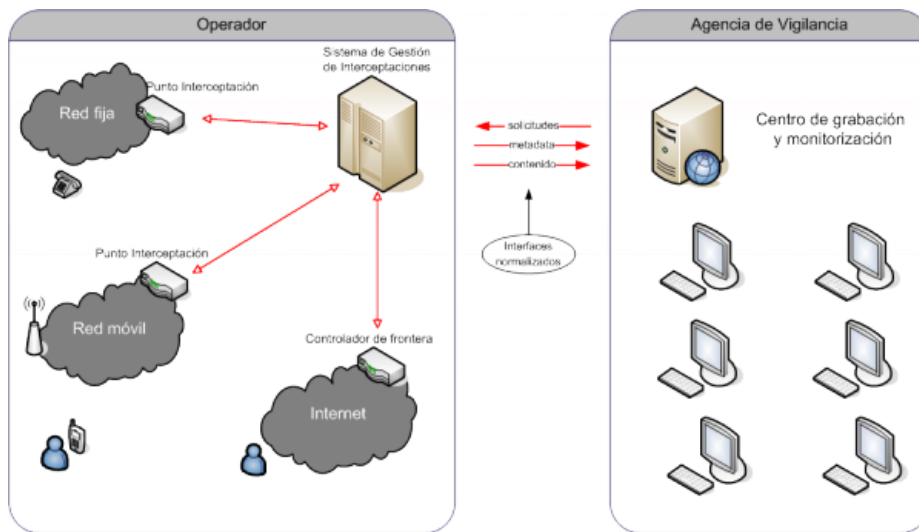 Operador
Sistema de Gestión
de Interceptaciones
Punto Interceptación
Red fija
Punto Interceptación
Red móvil
Controlador de frontera
Internet
solicitudes
metadata
contenido
Interfaces
normalizados
Agencia de Vigilancia
Centro de grabación
y monitorización